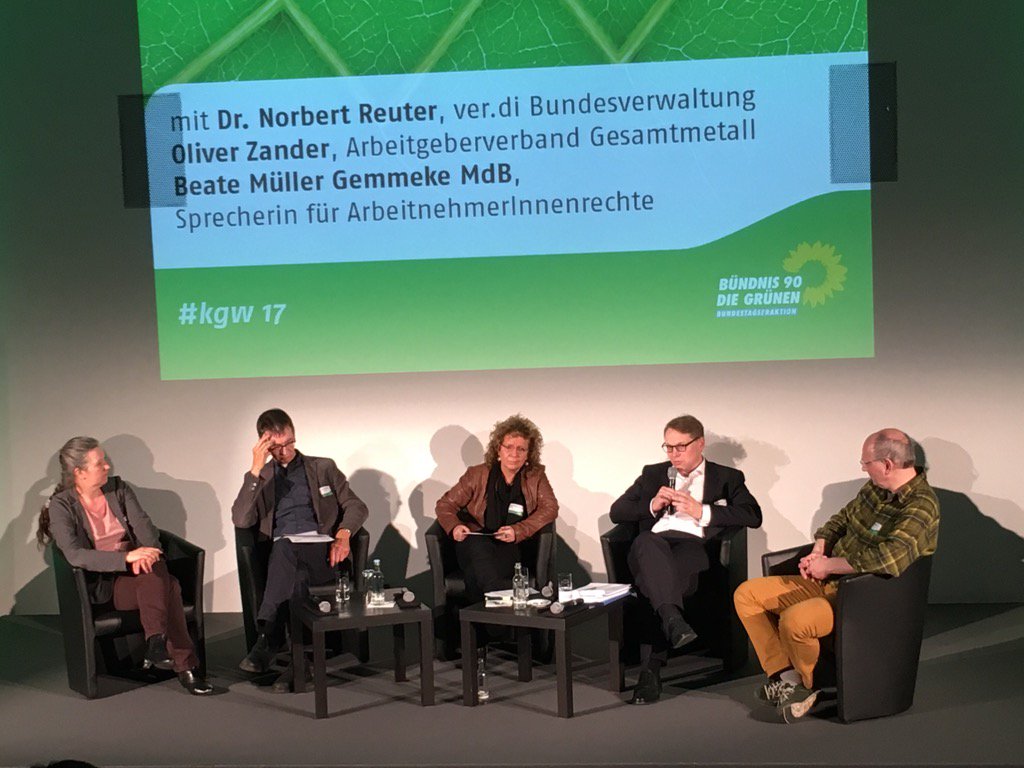 mit Dr. Norbert Reuter, ver.di Bundesverwaltung
Oliver Zander, Arbeitgeberverband Gesamtmetall
Beate Müller Gemmeke MdB,
Sprecherin für ArbeitnehmerInnenrechte
#kgw 17
BÜNDNIS 90
DIE GRÜNEN
BUNDESTAGSFRAKTION